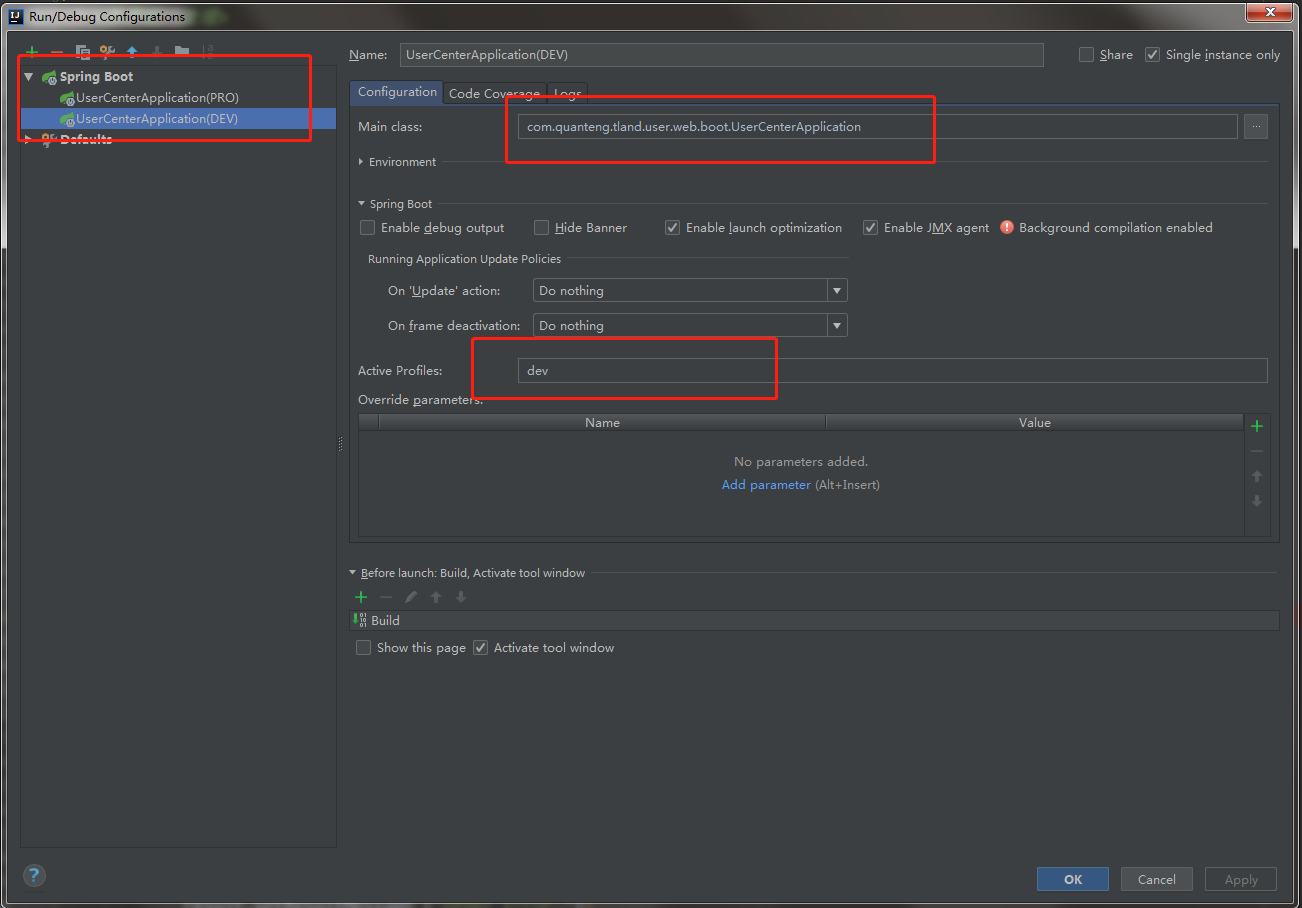 Run/Debug Configurations
Name: UserCenterApplication(DEV) Share Single instance only
Spring Boot
UserCenterApplication(PRO)
UserCenterApplication(DEV)
Defaults
Configuration Code Coverage Logs
Main class: com.quanteng.tland.user.web.boot.UserCenterApplication ...
Environment
Spring Boot
Enable debug output Hide Banner Enable launch optimization Enable JMX agent Background compilation enabled
Running Application Update Policies
On 'Update' action: Do nothing
On frame deactivation: Do nothing
Active Profiles: dev
Override parameters:
Name Value
No parameters added.
Add parameter (Alt+Insert)
Before launch: Build, Activate tool window
Build
Show this page Activate tool window
? OK Cancel Apply